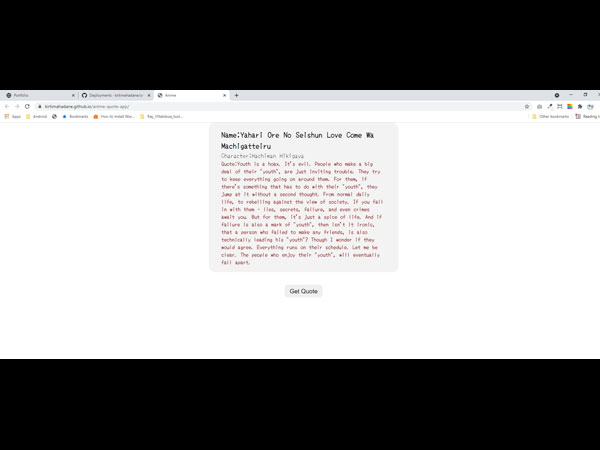 Portfolio
Deployments · kirtimahadane/a
Anime
kirtimahadane.github.io/anime-quote-app/
Apps
Android
Bookmarks
How to Install Wor...
Other bookmarks
Reading li
Name:Yahari Ore No Seishun Love Come Wa
Machigatteiru
Character:Hachiman Hikigaya
Quote:Youth is a hoax. It's evil. People who make a big
deal of their "youth", are just inviting trouble. They try
to keep everything going on around them. For them, if
there's something that has to do with their "youth", they
jump at it without a second thought. From normal daily
life, to rebelling against the view of society. If you fall
in with them - lies, secrets, failure, and even crimes
await you. But for them, it's just a spice of life. And if
failure is also a mark of "youth", then isn't it ironic,
that a person who failed to make any friends, is also
technically leading his "youth"? Though I wonder if they
would agree. Everything runs on their schedule. Let me be
clear. The people who enjoy their "youth", will eventually
fall apart.
Get Quote